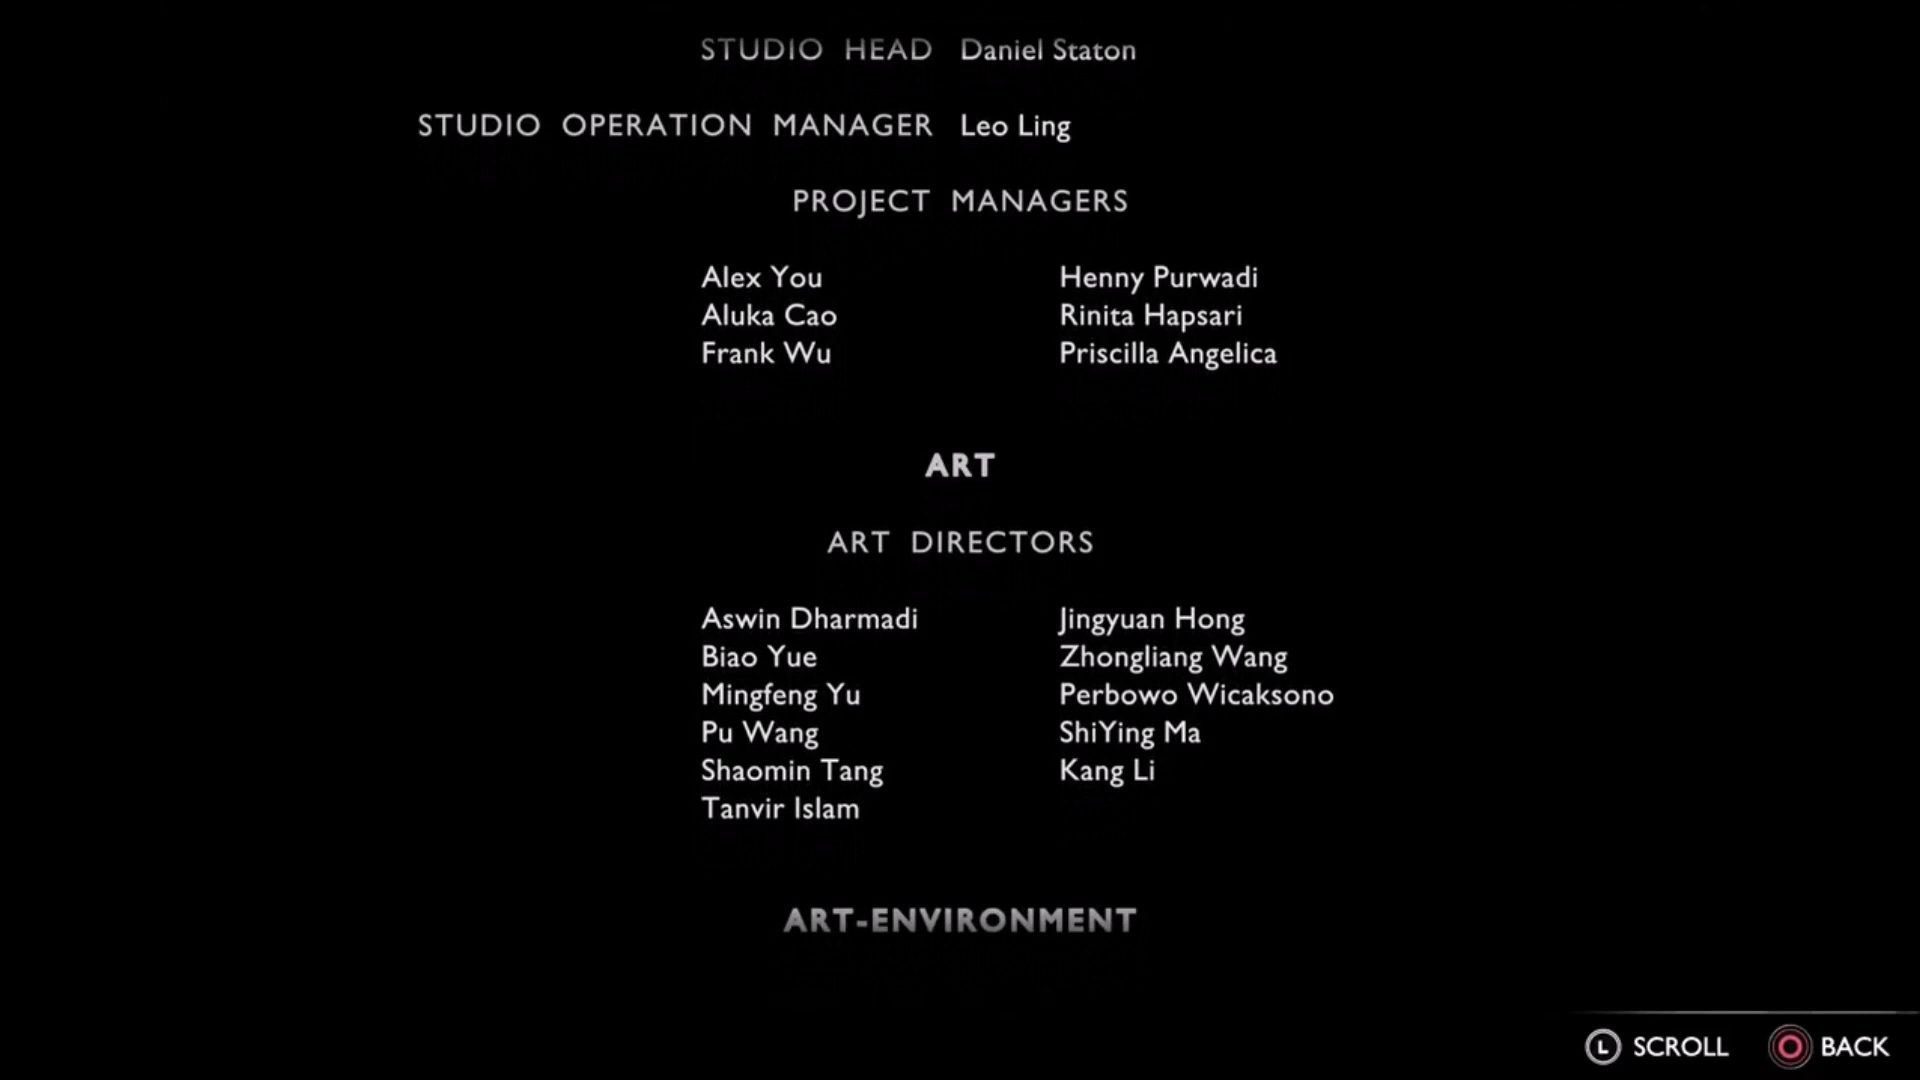 STUDIO HEAD Daniel Staton
STUDIO OPERATION MANAGER Leo Ling
PROJECT MANAGERS
Alex You Henny Purwadi
Aluka Cao Rinita Hapsari
Frank Wu Priscilla Angelica
ART
ART DIRECTORS
Aswin Dharmadi Jingyuan Hong
Biao Yue Zhongliang Wang
Mingfeng Yu Perbowo Wicaksono
Pu Wang ShiYing Ma
Shaomin Tang Kang Li
Tanvir Islam
ART-ENVIRONMENT
L SCROLL BACK